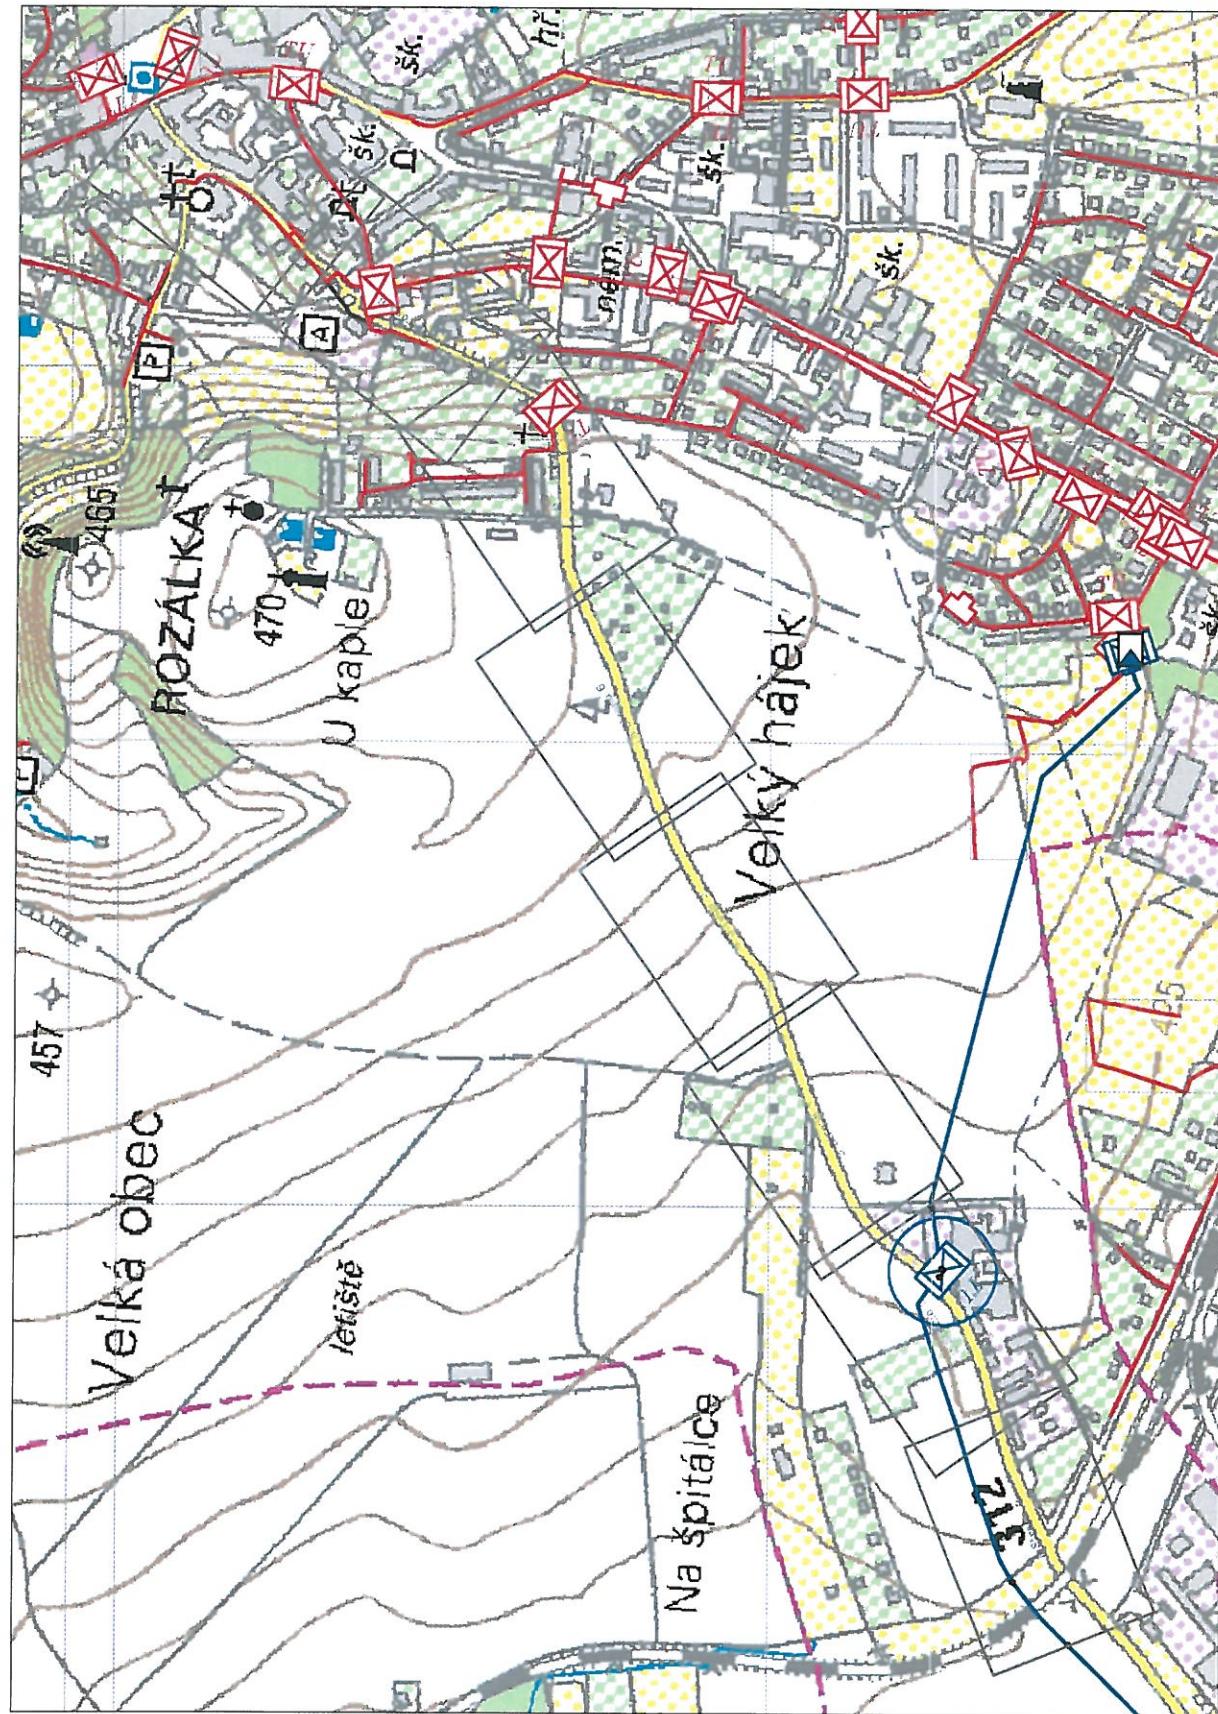 šk.
hř.
šk.
šk.
šk.
šk.
nem.
P
A
465
ROZÁLKA
470
U kaple
Velký hájek
457
Velká obec
letiště
Na špitálce
312